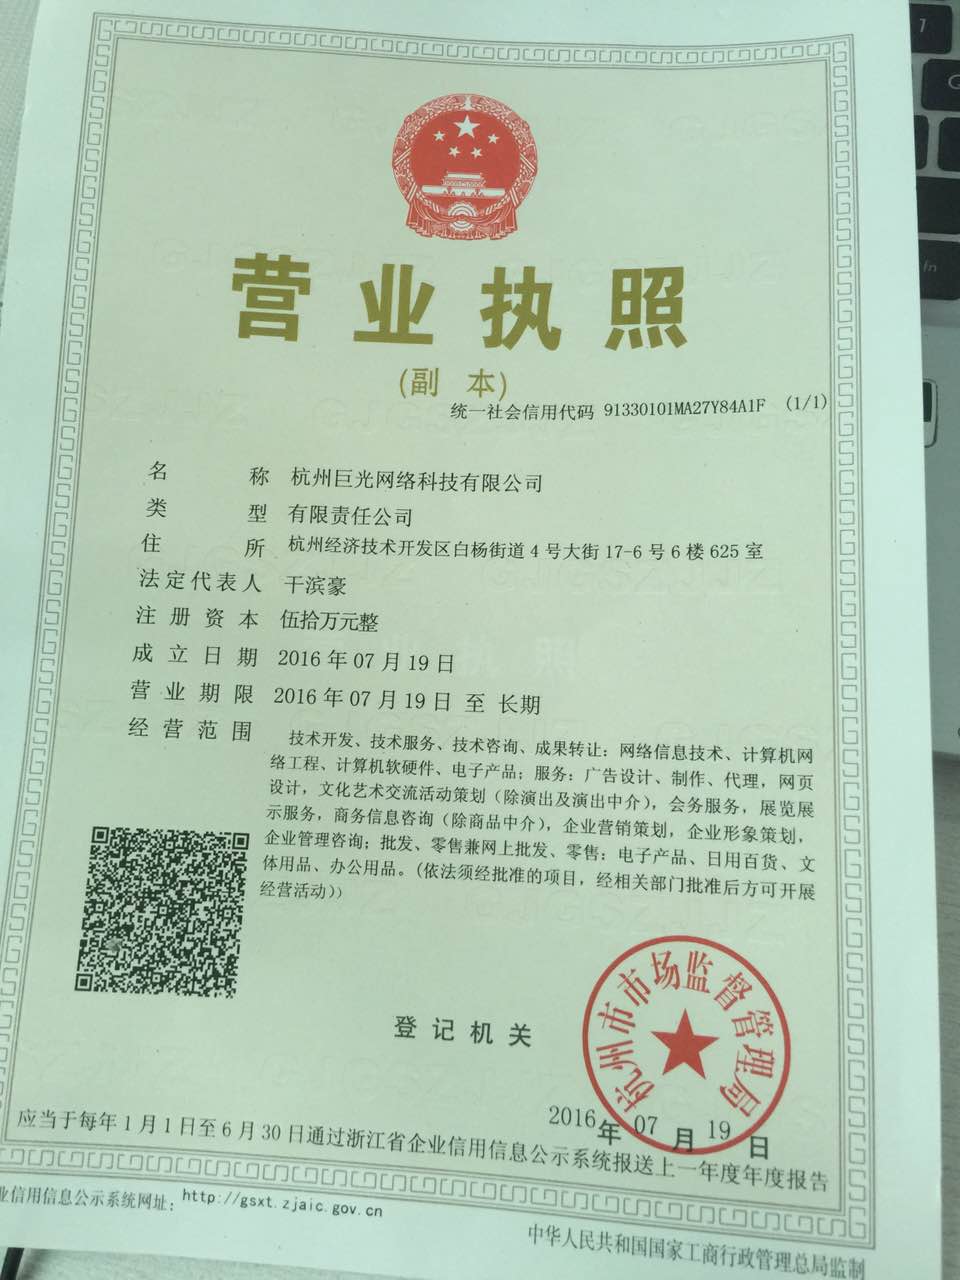 营业执照
(副 本)
统一社会信用代码 91330101MA27Y84A1F (1/1)
名 称 杭州巨光网络科技有限公司
类 型 有限责任公司
住 所 杭州经济技术开发区白杨街道4号大街17-6号6楼625室
法定代表人 干滨豪
注册资本 伍拾万元整
成立日期 2016年07月19日
营业期限 2016年07月19日 至 长期
经营范围 技术开发、技术服务、技术咨询、成果转让：网络信息技术、计算机网
络工程、计算机软硬件、电子产品；服务：广告设计、制作、代理，网页
设计，文化艺术交流活动策划（除演出及演出中介），会务服务，展览展
示服务，商务信息咨询（除商品中介），企业营销策划，企业形象策划，
企业管理咨询；批发、零售兼网上批发、零售：电子产品、日用百货、文
体用品、办公用品。(依法须经批准的项目，经相关部门批准后方可开展
经营活动））
登记机关
杭州市市场监督管理局
2016年07月19日
应当于每年1月1日至6月30日通过浙江省企业信用信息公示系统报送上一年度年度报告
业信用信息公示系统网址：http://gsxt.zjaic.gov.cn
中华人民共和国国家工商行政管理总局监制